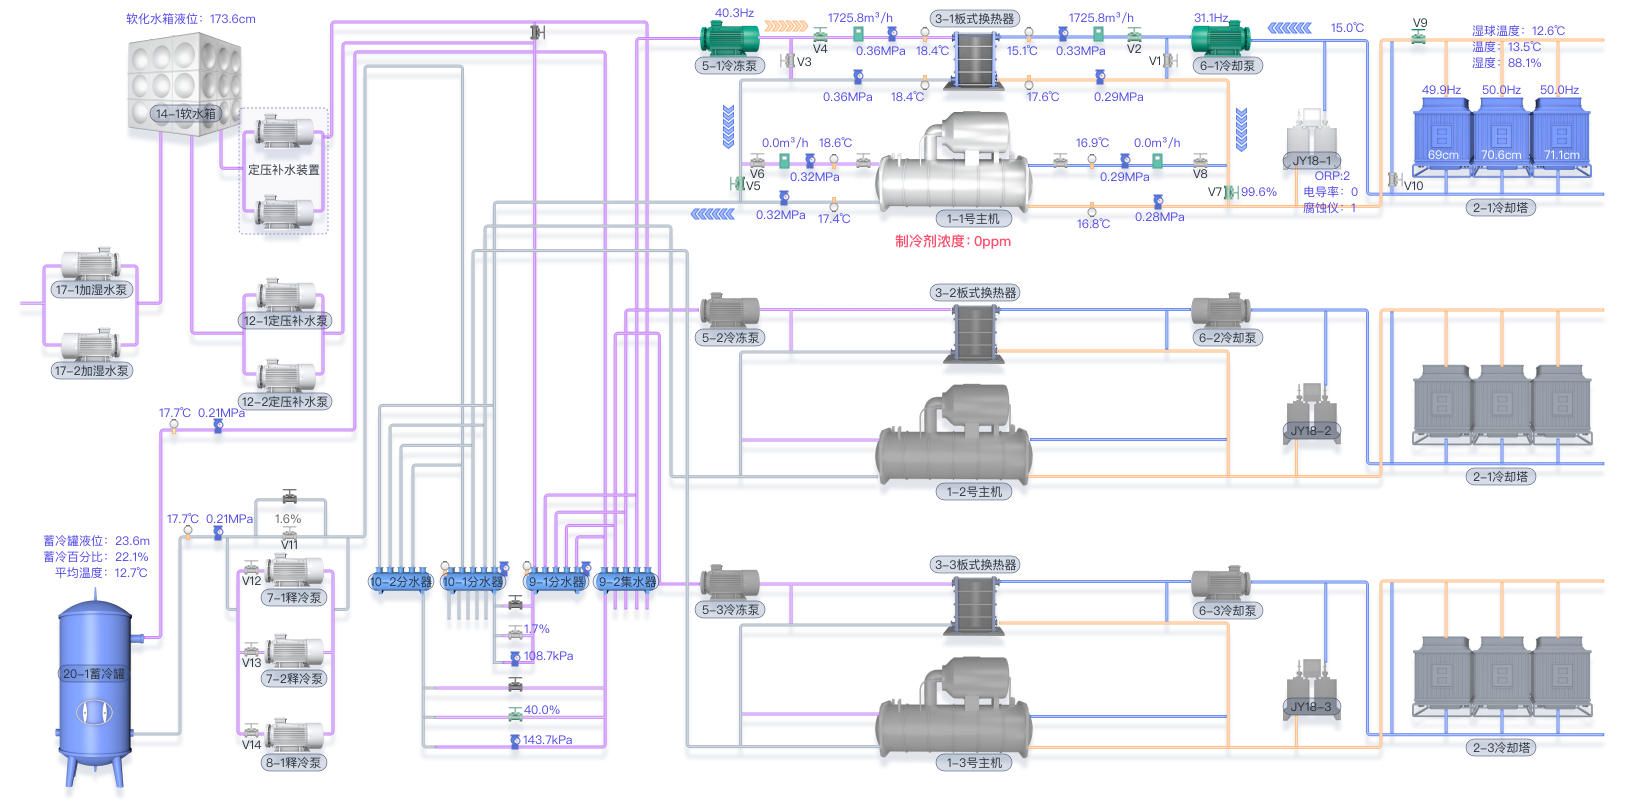 软化水箱液位：173.6cm
14-1软水箱
定压补水装置
17-1加湿水泵
17-2加湿水泵
12-1定压补水泵
12-2定压补水泵
17.7℃ 0.21MPa
17.7℃ 0.21MPa
1.6%
V11
蓄冷罐液位：23.6m
蓄冷百分比：22.1%
平均温度：12.7℃
20-1蓄冷罐
V12
7-1释冷泵
V13
7-2释冷泵
V14
8-1释冷泵
10-2分水器
10-1分水器
9-1分水器
9-2集水器
1.7%
108.7kPa
40.0%
143.7kPa
40.3Hz
5-1冷冻泵
1725.8m³/h
V4
0.36MPa
18.4℃
V3
3-1板式换热器
15.1℃
1725.8m³/h
0.33MPa
V2
31.1Hz
6-1冷却泵
V1
0.36MPa
18.4℃
17.6℃
0.29MPa
15.0℃
V9
湿球温度：12.6℃
温度：13.5℃
湿度：88.1%
49.9Hz
50.0Hz
50.0Hz
69cm
70.6cm
71.1cm
2-1冷却塔
V10
JY18-1
ORP:2
电导率：0
腐蚀仪：1
0.0m³/h
18.6℃
V6
0.32MPa
V5
0.32MPa
17.4℃
1-1号主机
16.9℃
0.0m³/h
0.29MPa
V8
V7
99.6%
16.8℃
0.28MPa
制冷剂浓度：0ppm
5-2冷冻泵
3-2板式换热器
6-2冷却泵
1-2号主机
JY18-2
2-1冷却塔
5-3冷冻泵
3-3板式换热器
6-3冷却泵
1-3号主机
JY18-3
2-3冷却塔